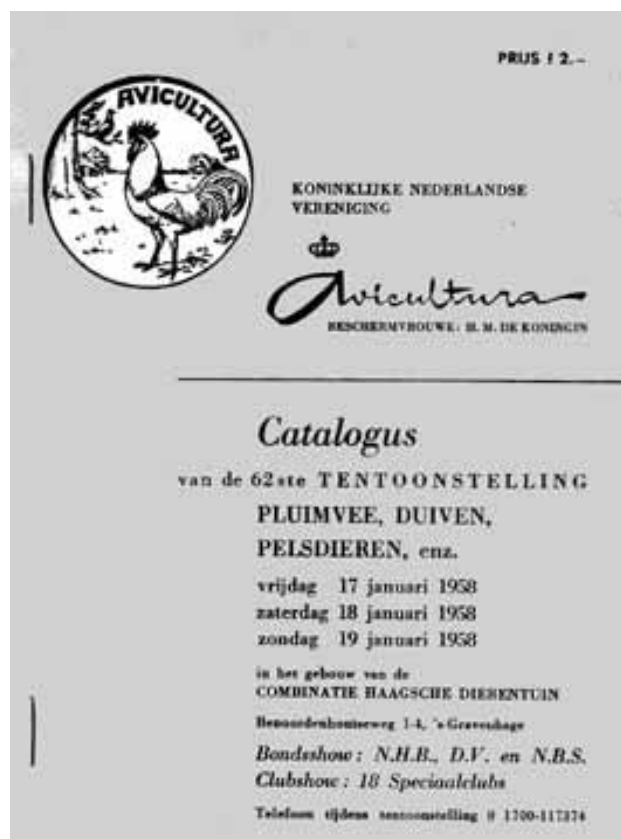 PRIJS f 2.–
AVICULTURA
KONINKLIJKE NEDERLANDSE
VERENIGING
Avicultura
BESCHERMVROUWE: H. M. DE KONINGIN
Catalogus
van de 62ste TENTOONSTELLING
PLUIMVEE, DUIVEN,
PELSDIEREN, enz.
vrijdag 17 januari 1958
zaterdag 18 januari 1958
zondag 19 januari 1958
in het gebouw van de
COMBINATIE HAAGSCHE DIERENTUIN
Benoordenhoutseweg 1-4, 's-Gravenhage
Bondsshow: N.H.B., D.V. en N.B.S.
Clubshow: 18 Speciaalclubs
Telefoon tijdens tentoonstelling 1700-117374